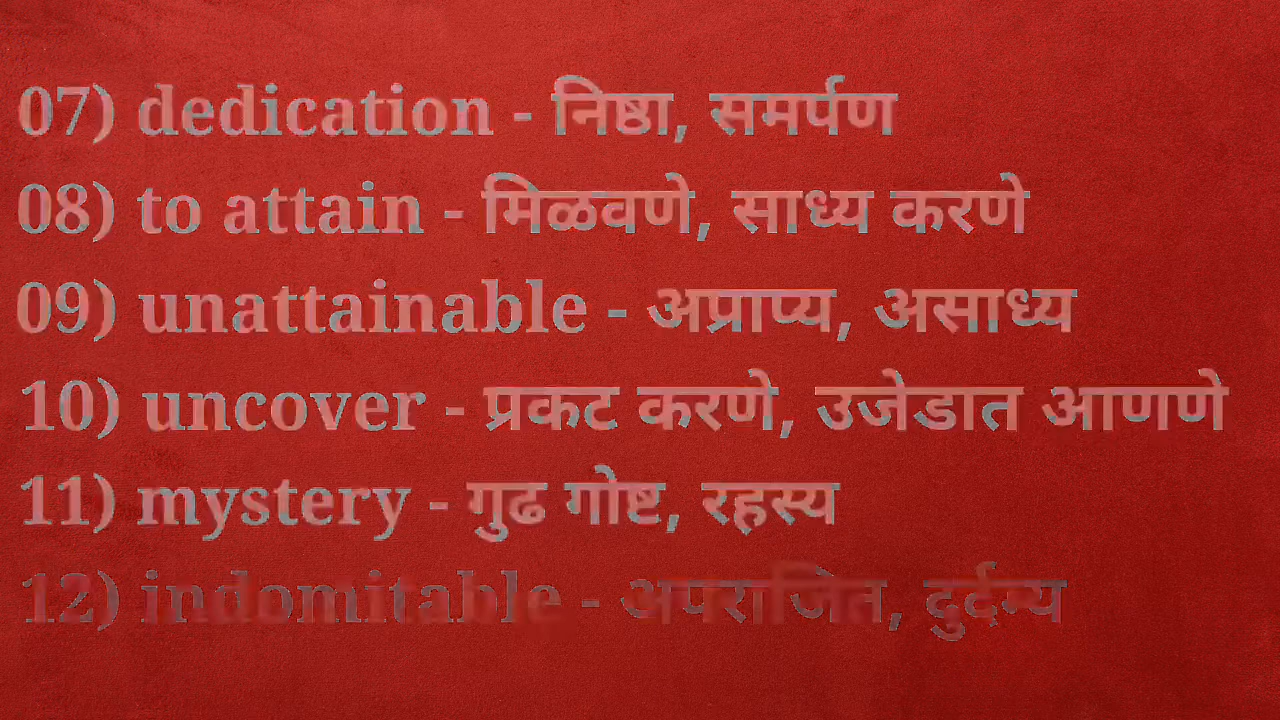 07) dedication - निष्ठा, समर्पण
08) to attain - मिळवणे, साध्य करणे
09) unattainable - अप्राप्य, असाध्य
10) uncover - प्रकट करणे, उजेडात आणणे
11) mystery - गुढ गोष्ट, रहस्य
12) indomitable - अपराजित, दुर्दम्य